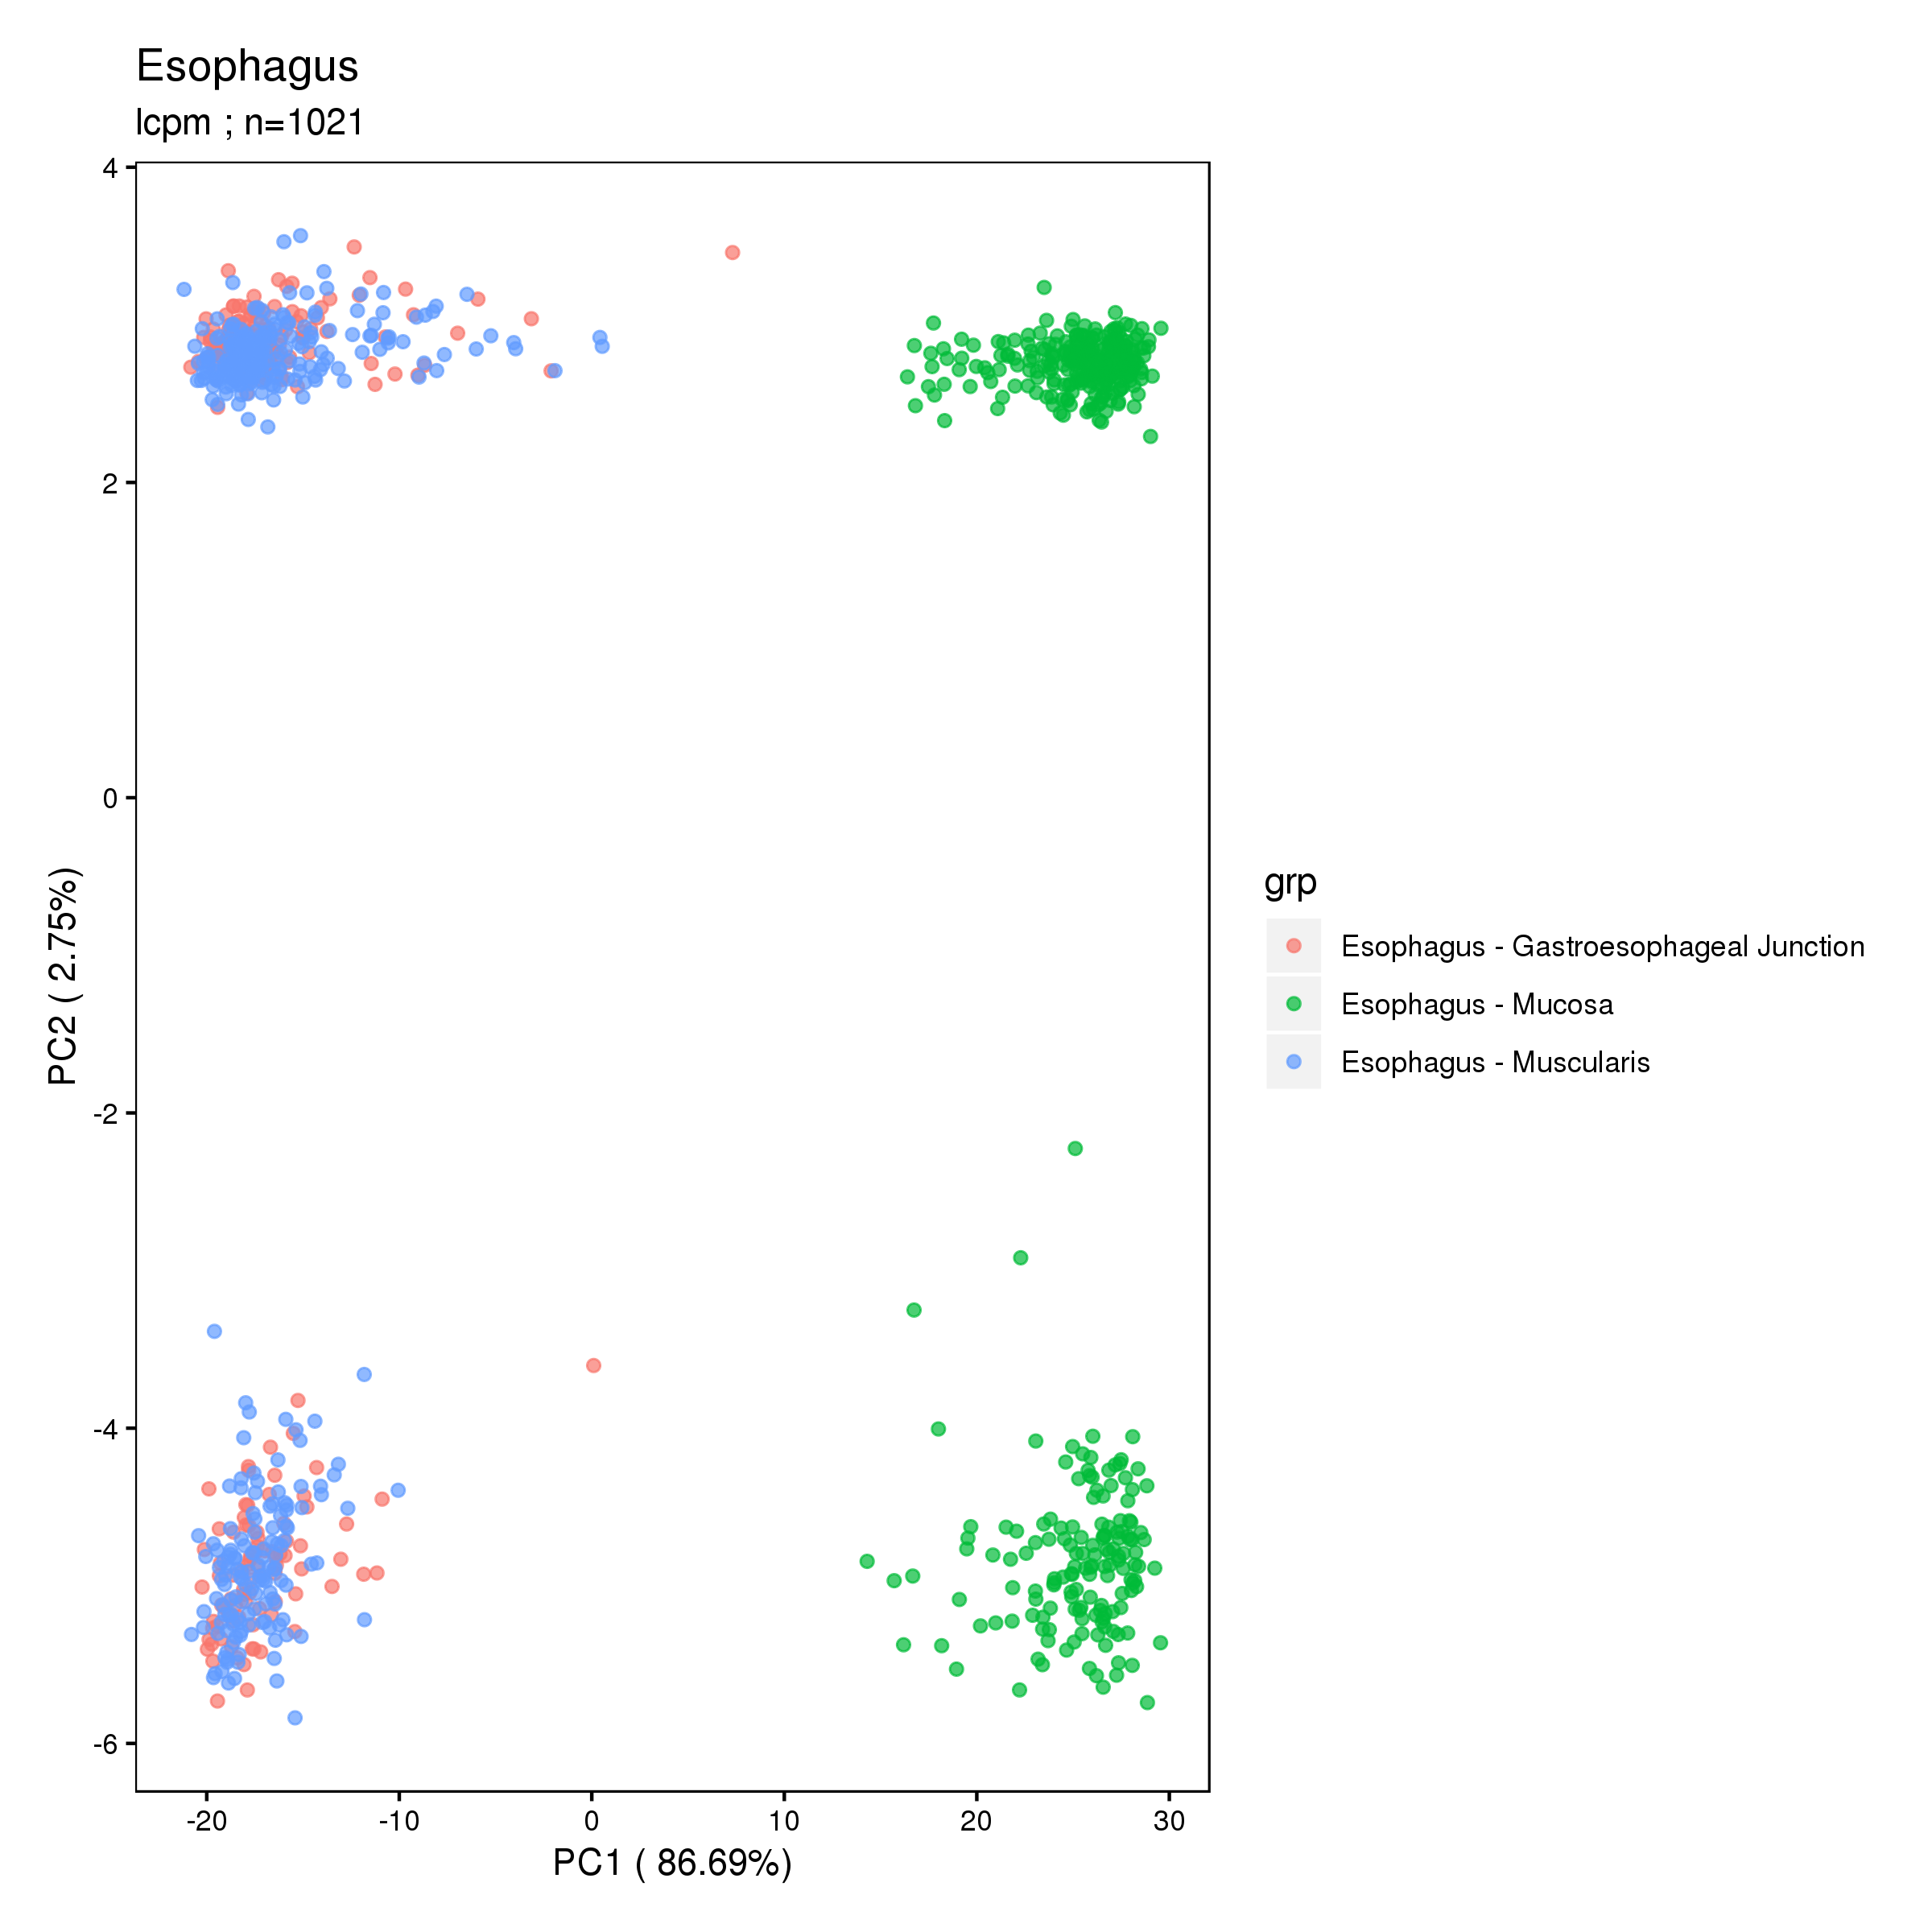 Esophagus
lcpm ; n=1021
4
2
0
-2
-4
-6
PC2 ( 2.75%)
-20 -10 0 10 20 30
PC1 ( 86.69%)
grp
Esophagus - Gastroesophageal Junction
Esophagus - Mucosa
Esophagus - Muscularis